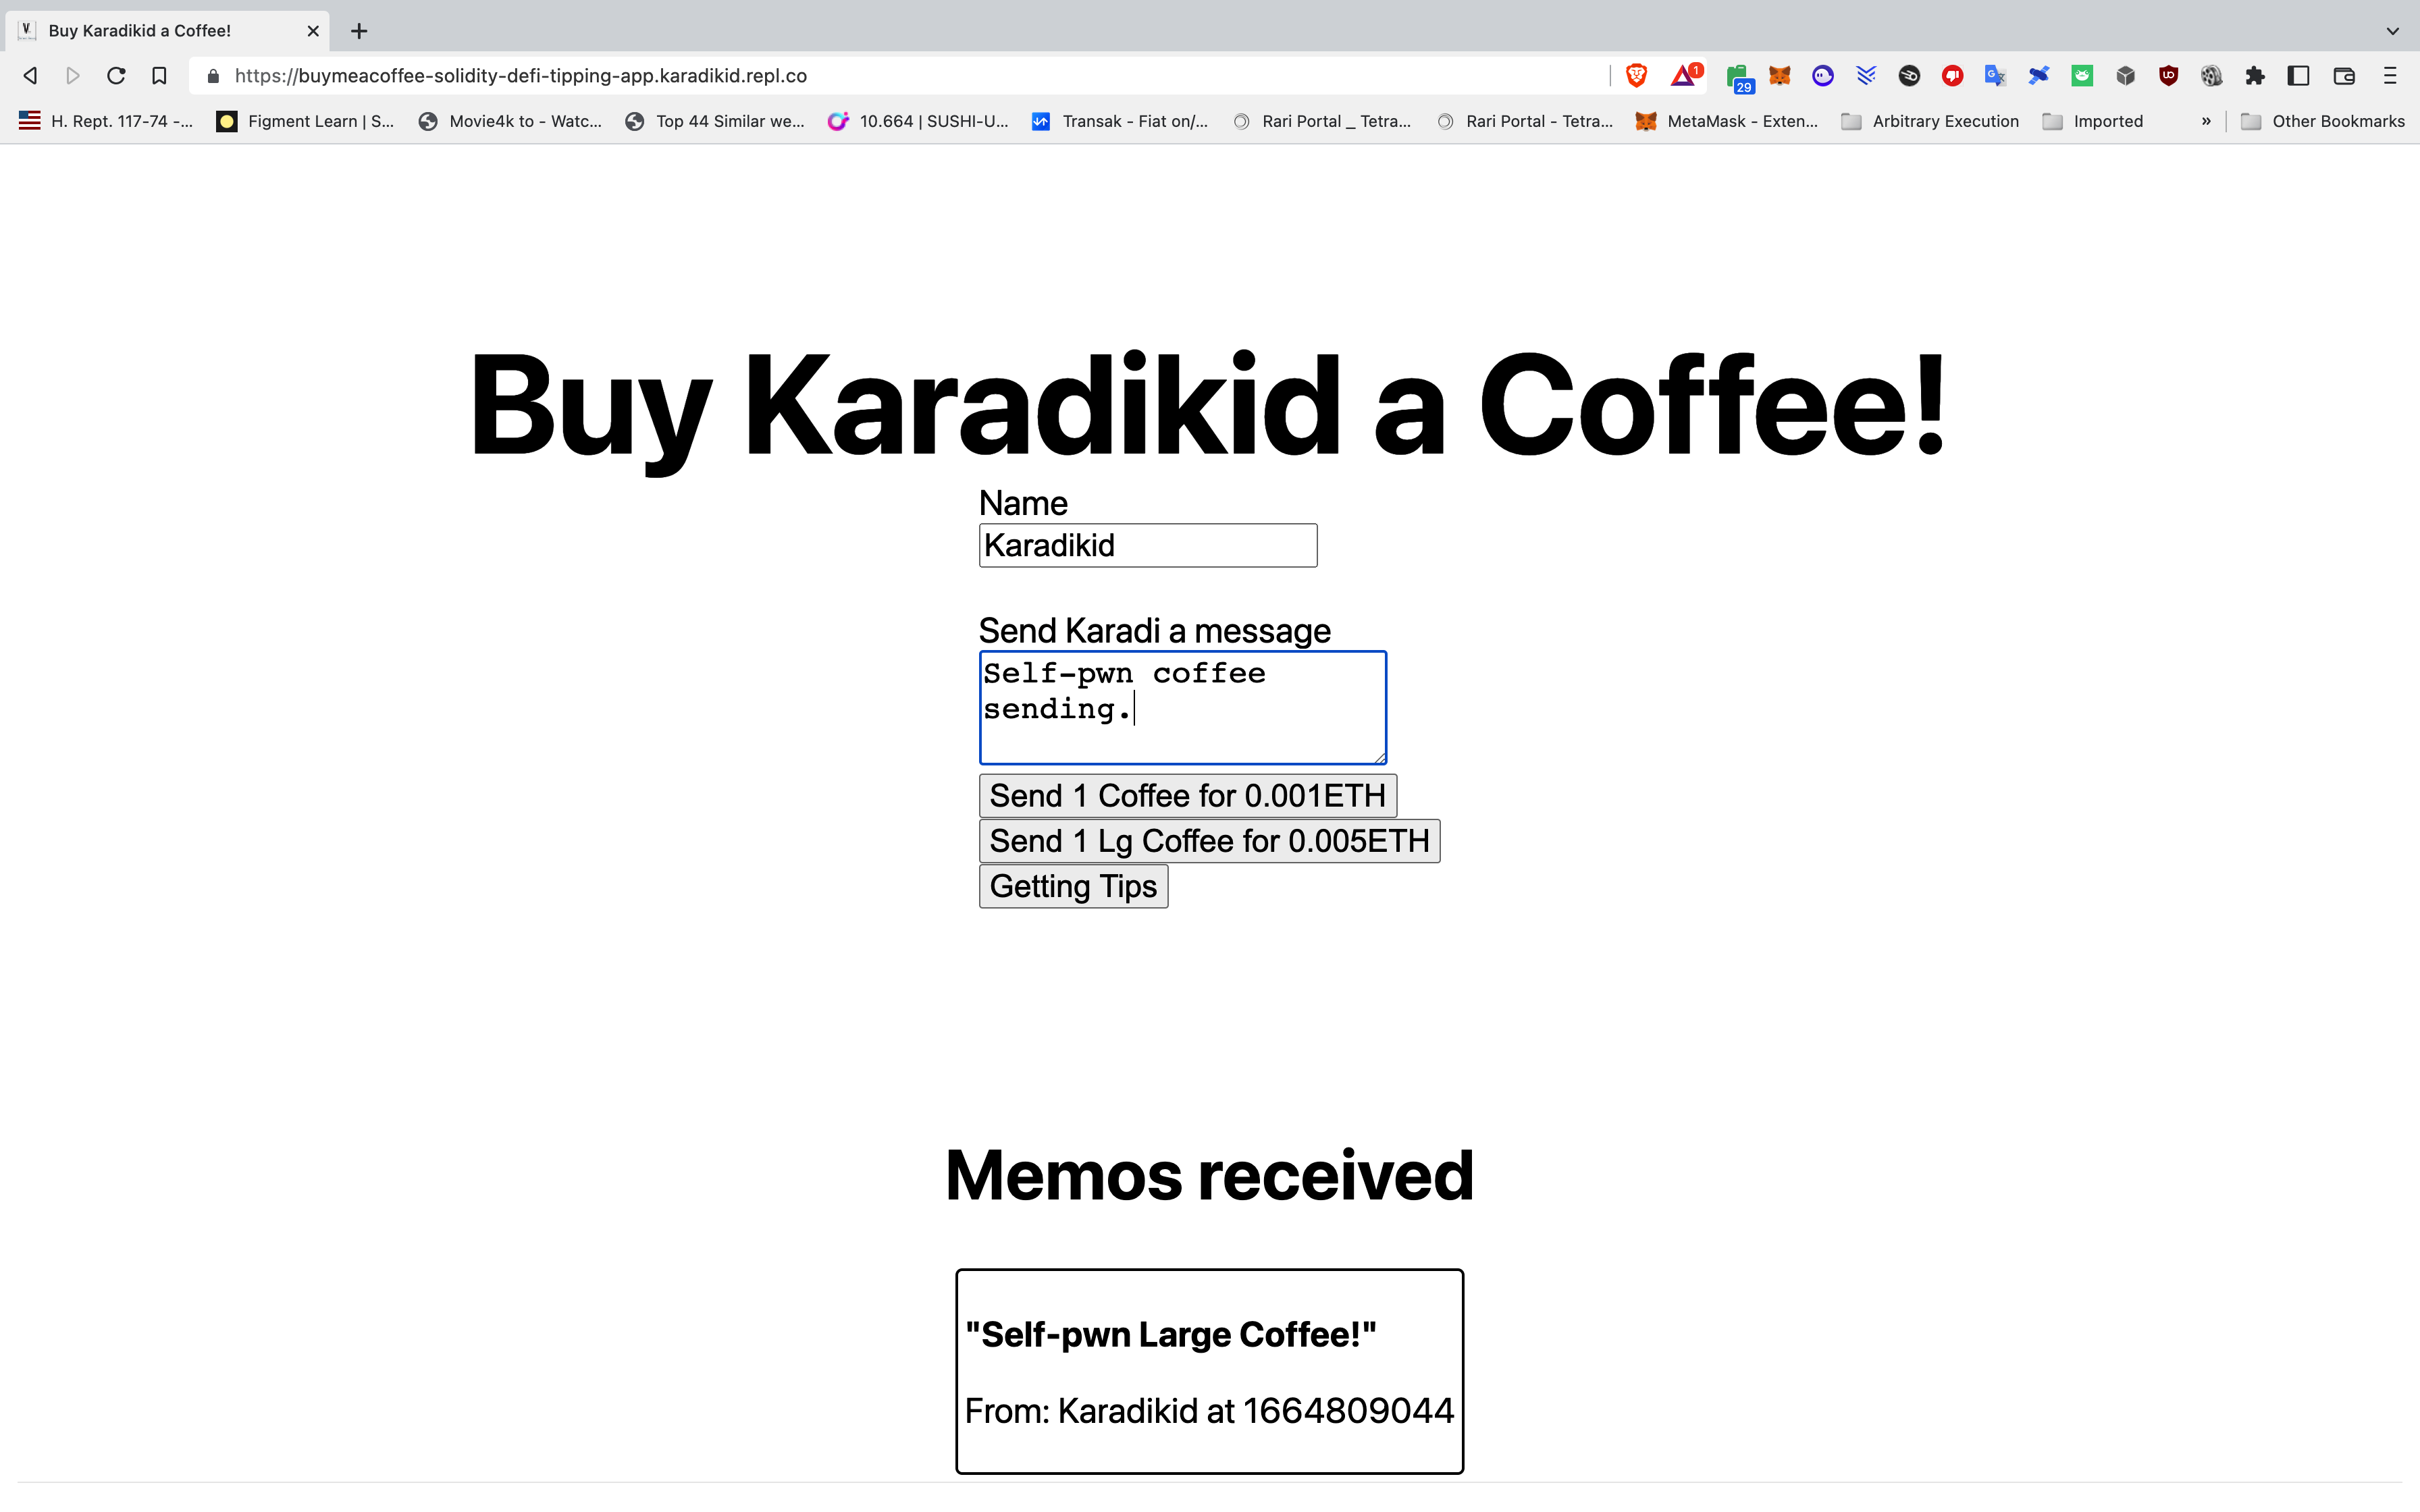 Buy Karadikid a Coffee!
https://buymeacoffee-solidity-defi-tipping-app.karadikid.repl.co
1
29
H. Rept. 117-74 -...
Figment Learn | S...
Movie4k to - Watc...
Top 44 Similar we...
10.664 | SUSHI-U...
Transak - Fiat on/...
Rari Portal _ Tetra...
Rari Portal - Tetra...
MetaMask - Exten...
Arbitrary Execution
Imported
»
Other Bookmarks
Buy Karadikid a Coffee!
Name
Karadikid
Send Karadi a message
Self-pwn coffee
sending.
Send 1 Coffee for 0.001ETH
Send 1 Lg Coffee for 0.005ETH
Getting Tips
Memos received
"Self-pwn Large Coffee!"
From: Karadikid at 1664809044